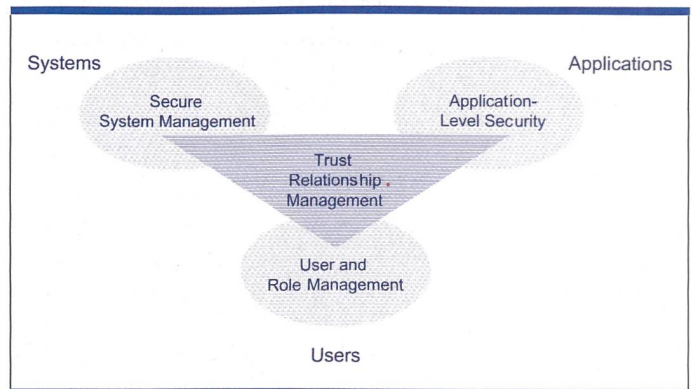 Systems
Applications
Secure
System Management
Application-
Level Security
Trust
Relationship
Management
User and
Role Management
Users